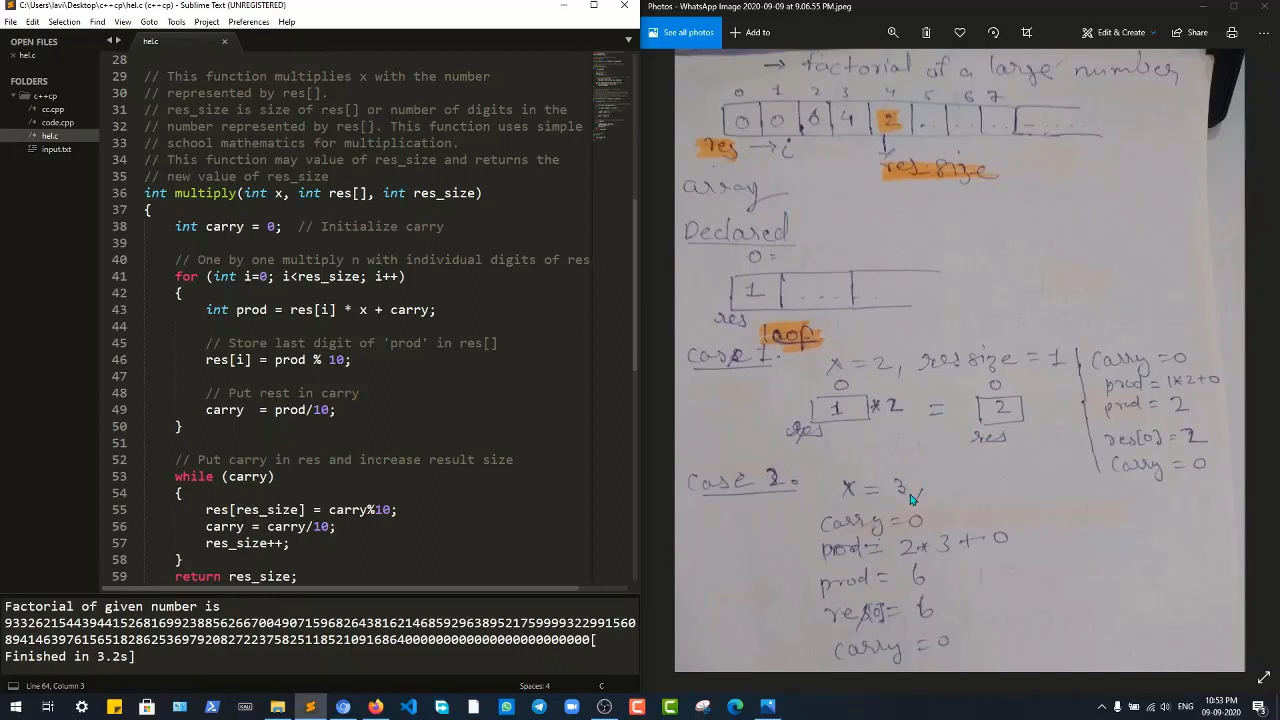 C:\Users\lavi\Desktop\c++cp\hel.c (c++cp) - Sublime Text (UNREGISTERED)
File Edit Selection Find View Goto Tools Project Preferences Help
OPEN FILES
hel.c
FOLDERS
c++cp
cc.cpp
code.cpp
hel.c
input.txt
hel.c
28
29 This function multiplies x with the number
30 represented by res[].
31 res_size is size of res[] or number of digits in the
32 number represented by res[]. This function uses simple
33 school mathematics for multiplication.
34 This function may value of res_size and returns the
35 new value of res_size
36 int multiply(int x, int res[], int res_size)
37 {
38 int carry = 0; // Initialize carry
39
40 // One by one multiply n with individual digits of res
41 for (int i=0; i<res_size; i++)
42 {
43 int prod = res[i] * x + carry;
44
45 // Store last digit of 'prod' in res[]
46 res[i] = prod % 10;
47
48 // Put rest in carry
49 carry = prod/10;
50 }
51
52 // Put carry in res and increase result size
53 while (carry)
54 {
55 res[res_size] = carry%10;
56 carry = carry/10;
57 res_size++;
58 }
59 return res_size;
Factorial of given number is
Finished in 3.2s]
Line 64, Column 3
Spaces: 4
C
Photos - WhatsApp Image 2020-09-09 at 9.06.55 PM.jpeg
See all photos
Add to
Edit & Create
Share
→ factorial of a large number
0 2 3 4 5 6 7
0 4 2
res → i
res size
array
Declared
0 =
1 . . . . .
res
loop
case 1.
x = 2, res size = 1
0 0
1 *2 = 2
res res
carry = 0
prod = 1*2+0
prod = 2
res[0] = 2
carry = 0
case 2.
x = 3,
carry = 0
prod = 2 * 3 + 0
prod = 6
res[0] = 6
carry = 0
10:53 PM
09-09-2020